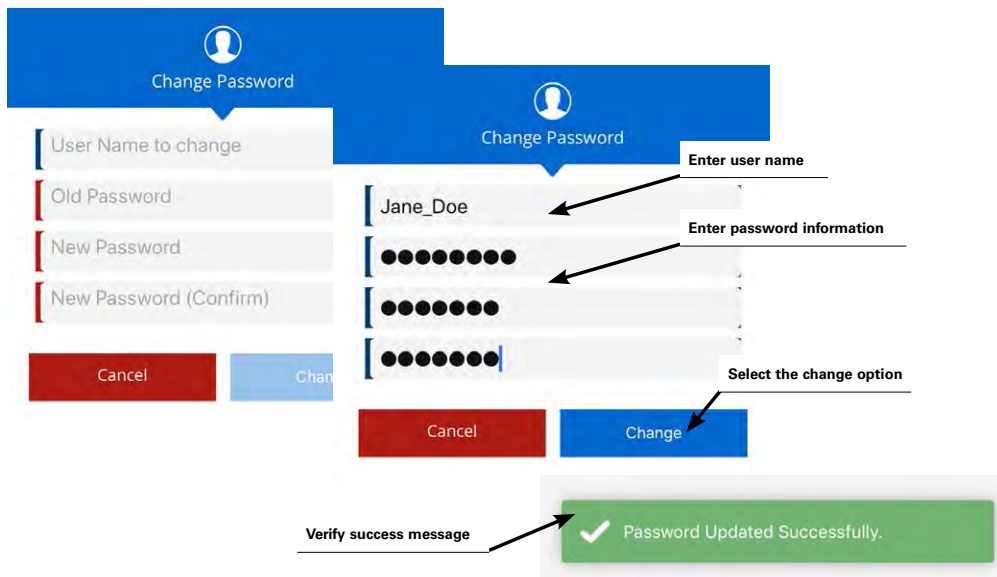 Change Password
User Name to change
Old Password
New Password
New Password (Confirm)
Cancel
Chan
Change Password
Enter user name
Jane_Doe
Enter password information
●●●●●●●●
●●●●●●●
●●●●●●●
Select the change option
Cancel
Change
Verify success message
Password Updated Successfully.